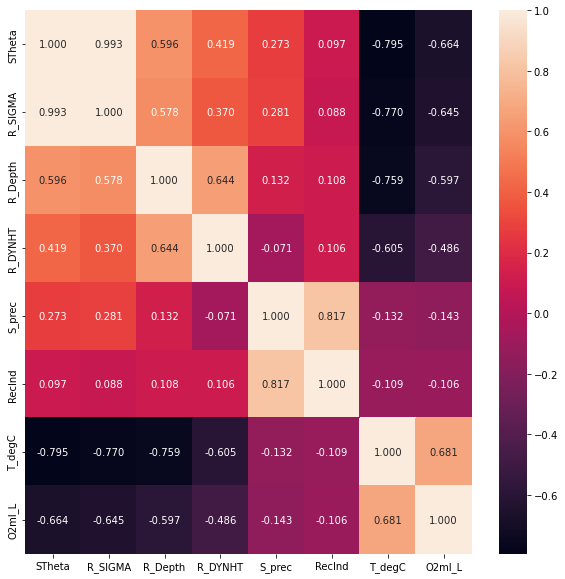 STheta 1.000 0.993 0.596 0.419 0.273 0.097 -0.795 -0.664
R_SIGMA 0.993 1.000 0.578 0.370 0.281 0.088 -0.770 -0.645
R_Depth 0.596 0.578 1.000 0.644 0.132 0.108 -0.759 -0.597
R_DYNHT 0.419 0.370 0.644 1.000 -0.071 0.106 -0.605 -0.486
S_prec 0.273 0.281 0.132 -0.071 1.000 0.817 -0.132 -0.143
RecInd 0.097 0.088 0.108 0.106 0.817 1.000 -0.109 -0.106
T_degC -0.795 -0.770 -0.759 -0.605 -0.132 -0.109 1.000 0.681
O2ml_L -0.664 -0.645 -0.597 -0.486 -0.143 -0.106 0.681 1.000
STheta R_SIGMA R_Depth R_DYNHT S_prec RecInd T_degC O2ml_L
1.0
0.8
0.6
0.4
0.2
0.0
-0.2
-0.4
-0.6